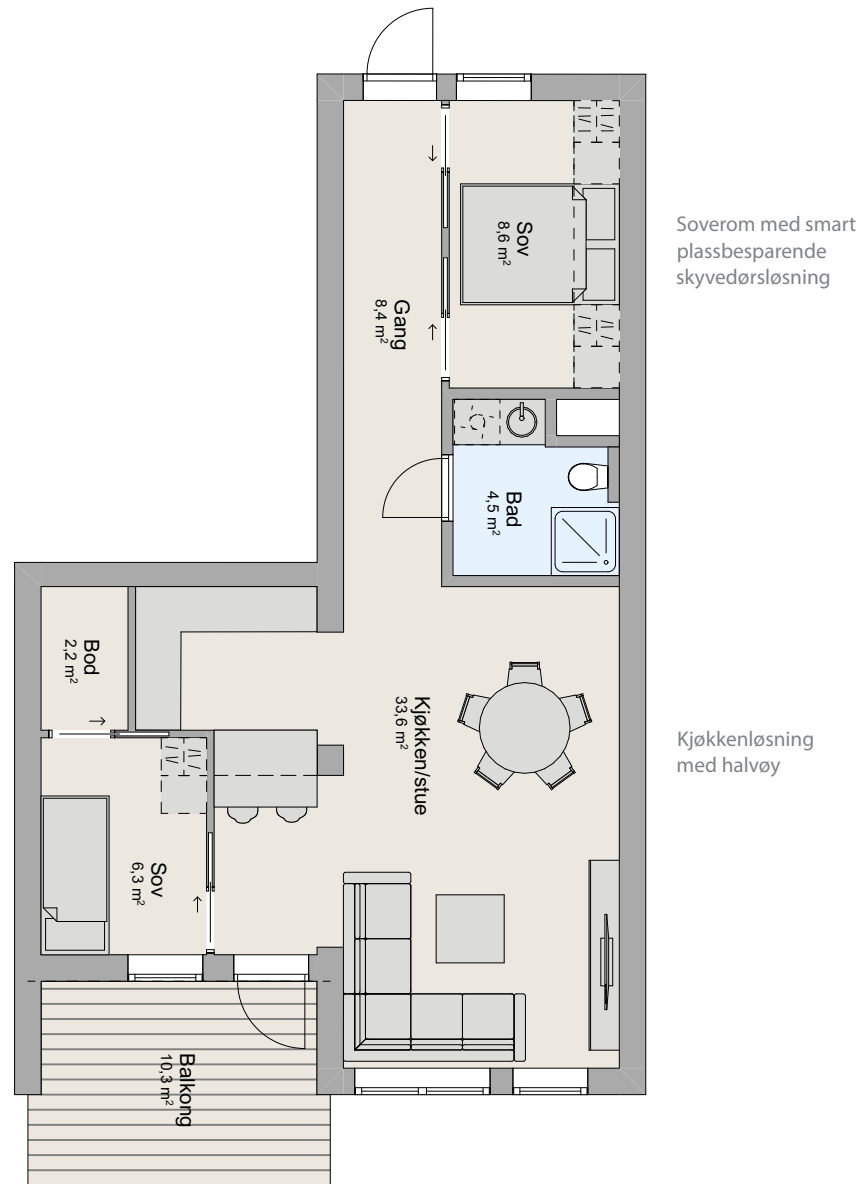 Soverom med smart
plassbesparende
skyvedørsløsning
Sov
8,6 m²
Gang
8,4 m²
Bad
4,5 m²
Bod
2,2 m²
Kjøkken/stue
33,6 m²
Kjøkkenløsning
med halvøy
Sov
6,3 m²
Balkong
10,3 m²